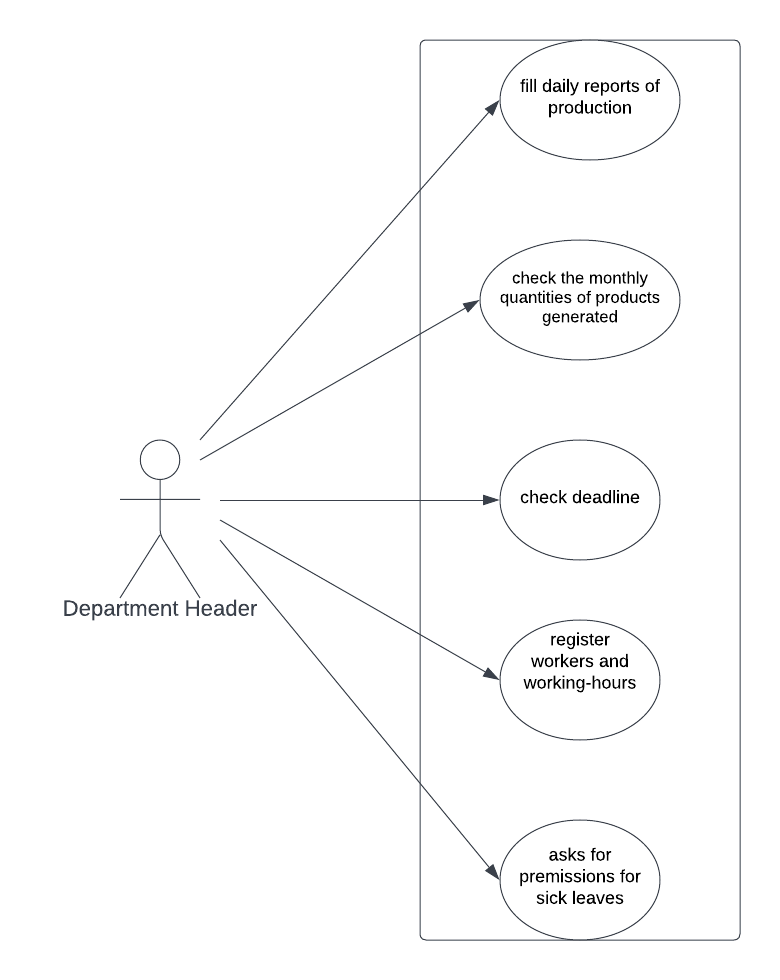 fill daily reports of
production
check the monthly
quantities of products
generated
check deadline
Department Header
register
workers and
working-hours
asks for
premissions for
sick leaves